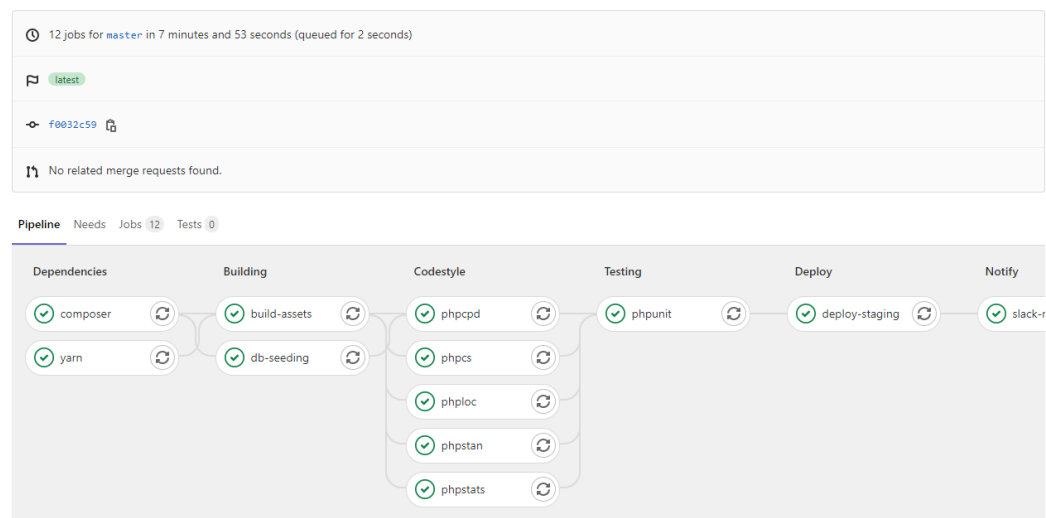 12 jobs for master in 7 minutes and 53 seconds (queued for 2 seconds)
latest
f0032c59
No related merge requests found.
Pipeline Needs Jobs 12 Tests 0
Dependencies Building Codestyle Testing Deploy Notify
composer build-assets phpcpd phpunit deploy-staging
yarn db-seeding phpcs
phploc
phpstan
phpstats